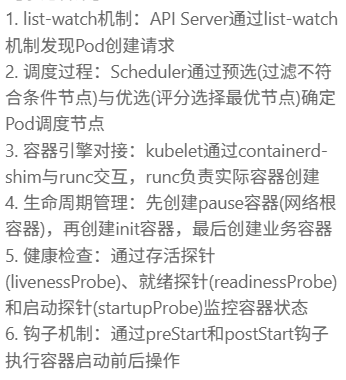 1. list-watch机制：API Server通过list-watch
机制发现Pod创建请求
2. 调度过程：Scheduler通过预选(过滤不符
合条件节点)与优选(评分选择最优节点)确定
Pod调度节点
3. 容器引擎对接：kubelet通过containerd-
shim与runc交互，runc负责实际容器创建
4. 生命周期管理：先创建pause容器(网络根
容器)，再创建init容器，最后创建业务容器
5. 健康检查：通过存活探针
(livenessProbe)、就绪探针(readinessProbe)
和启动探针(startupProbe)监控容器状态
6. 钩子机制：通过preStart和postStart钩子
执行容器启动前后操作